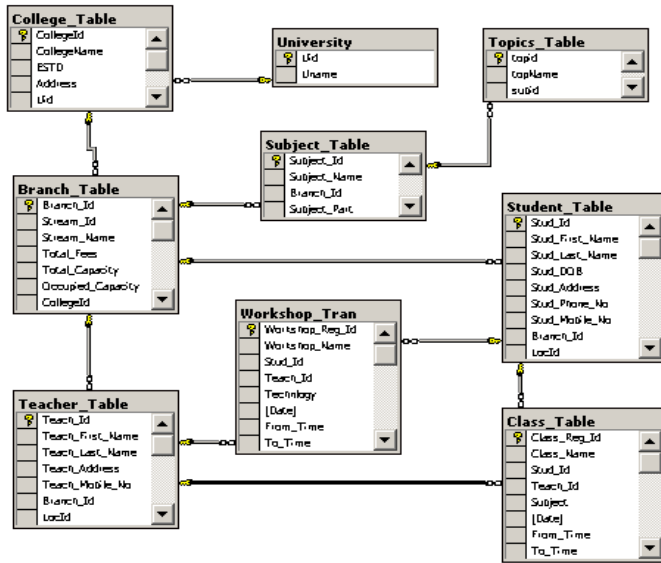 College_Table
CollegeId
CollegeName
ESTD
Address
Uid
University
Uid
Uname
Topics_Table
topid
topName
subid
Subject_Table
Subject_Id
Subject_Name
Branch_Id
Subject_Part
Branch_Table
Branch_Id
Stream_Id
Stream_Name
Total_Fees
Total_Capacity
Occupied_Capacity
CollegeId
Student_Table
Stud_Id
Stud_First_Name
Stud_Last_Name
Stud_DOB
Stud_Address
Stud_Phone_No
Stud_Mobile_No
Branch_Id
LocId
Workshop_Tran
Workshop_Reg_Id
Workshop_Name
Stud_Id
Teach_Id
Technology
[Date]
From_Time
To_Time
Teacher_Table
Teach_Id
Teach_First_Name
Teach_Last_Name
Teach_Address
Teach_Mobile_No
Branch_Id
LocId
Class_Table
Class_Reg_Id
Class_Name
Stud_Id
Teach_Id
Subject
[Date]
From_Time
To_Time